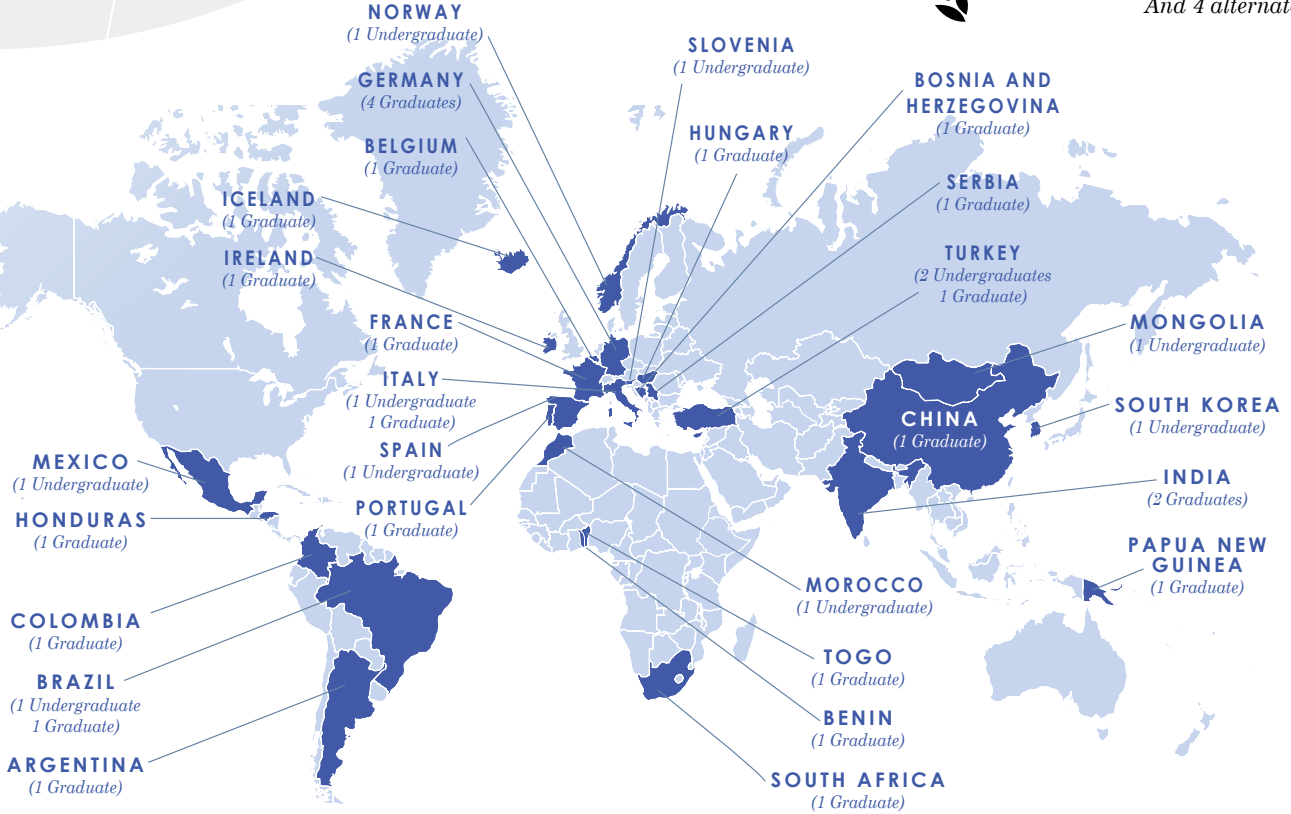 And 4 alternat
NORWAY
(1 Undergraduate)
GERMANY
(4 Graduates)
BELGIUM
(1 Graduate)
ICELAND
(1 Graduate)
IRELAND
(1 Graduate)
FRANCE
(1 Graduate)
ITALY
(1 Undergraduate
1 Graduate)
SPAIN
(1 Undergraduate)
PORTUGAL
(1 Graduate)
MEXICO
(1 Undergraduate)
HONDURAS
(1 Graduate)
COLOMBIA
(1 Graduate)
BRAZIL
(1 Undergraduate
1 Graduate)
ARGENTINA
(1 Graduate)
SLOVENIA
(1 Undergraduate)
HUNGARY
(1 Graduate)
BOSNIA AND
HERZEGOVINA
(1 Graduate)
SERBIA
(1 Graduate)
TURKEY
(2 Undergraduates
1 Graduate)
MONGOLIA
(1 Undergraduate)
CHINA
(1 Graduate)
SOUTH KOREA
(1 Undergraduate)
INDIA
(2 Graduates)
PAPUA NEW
GUINEA
(1 Graduate)
MOROCCO
(1 Undergraduate)
TOGO
(1 Graduate)
BENIN
(1 Graduate)
SOUTH AFRICA
(1 Graduate)